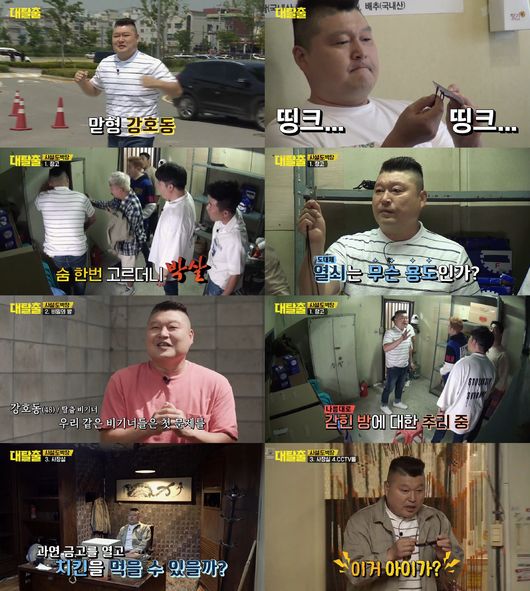 대탈출
맏형 강호동
배추(국내산)
띵크... 띵크...
대탈출 사설도박장
1. 창고
숨 한번 고르더니 박살
대탈출 사설도박장
1. 창고
도대체
열쇠는 무슨 용도인가?
대탈출 사설도박장
2. 비밀의 방
강호동(48) / 탈출 비기너
우리 같은 비기너들은 첫 문제를
대탈출 사설도박장
1. 창고
나름대로
갇힌 방에 대한 추리 중
대탈출 사설도박장
3. 사장실
과연 금고를 열고
치킨을 먹을 수 있을까?
대탈출 사설도박장
3. 사장실 4. CCTV룸
이거 아이가?